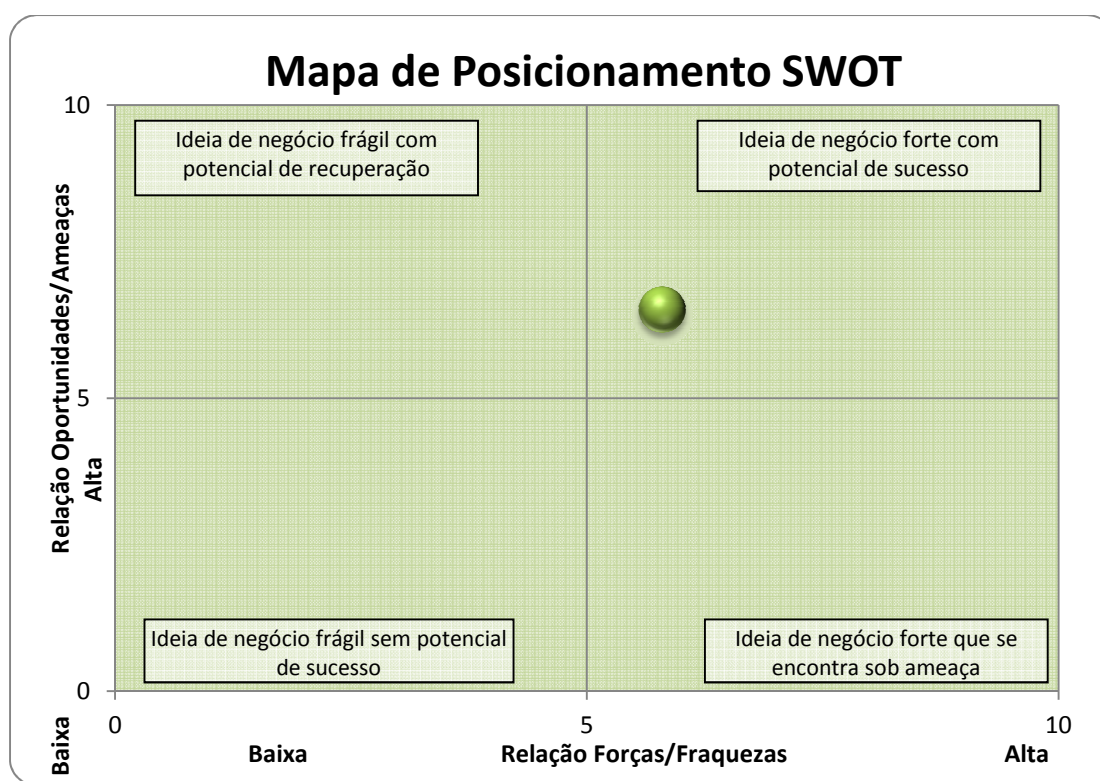 Mapa de Posicionamento SWOT
10
Ideia de negócio frágil com
potencial de recuperação
Ideia de negócio forte com
potencial de sucesso
Relação Oportunidades/Ameaças
Alta
5
Ideia de negócio frágil sem potencial
de sucesso
Ideia de negócio forte que se
encontra sob ameaça
0
Baixa
0
5
10
Baixa
Relação Forças/Fraquezas
Alta